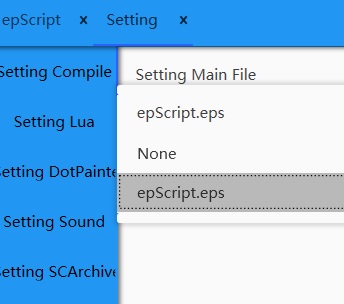 epScript x Setting x
Setting Compile
Setting Main File
epScript.eps
Setting Lua
None
Setting DotPainte
epScript.eps
Setting Sound
Setting SCArchive